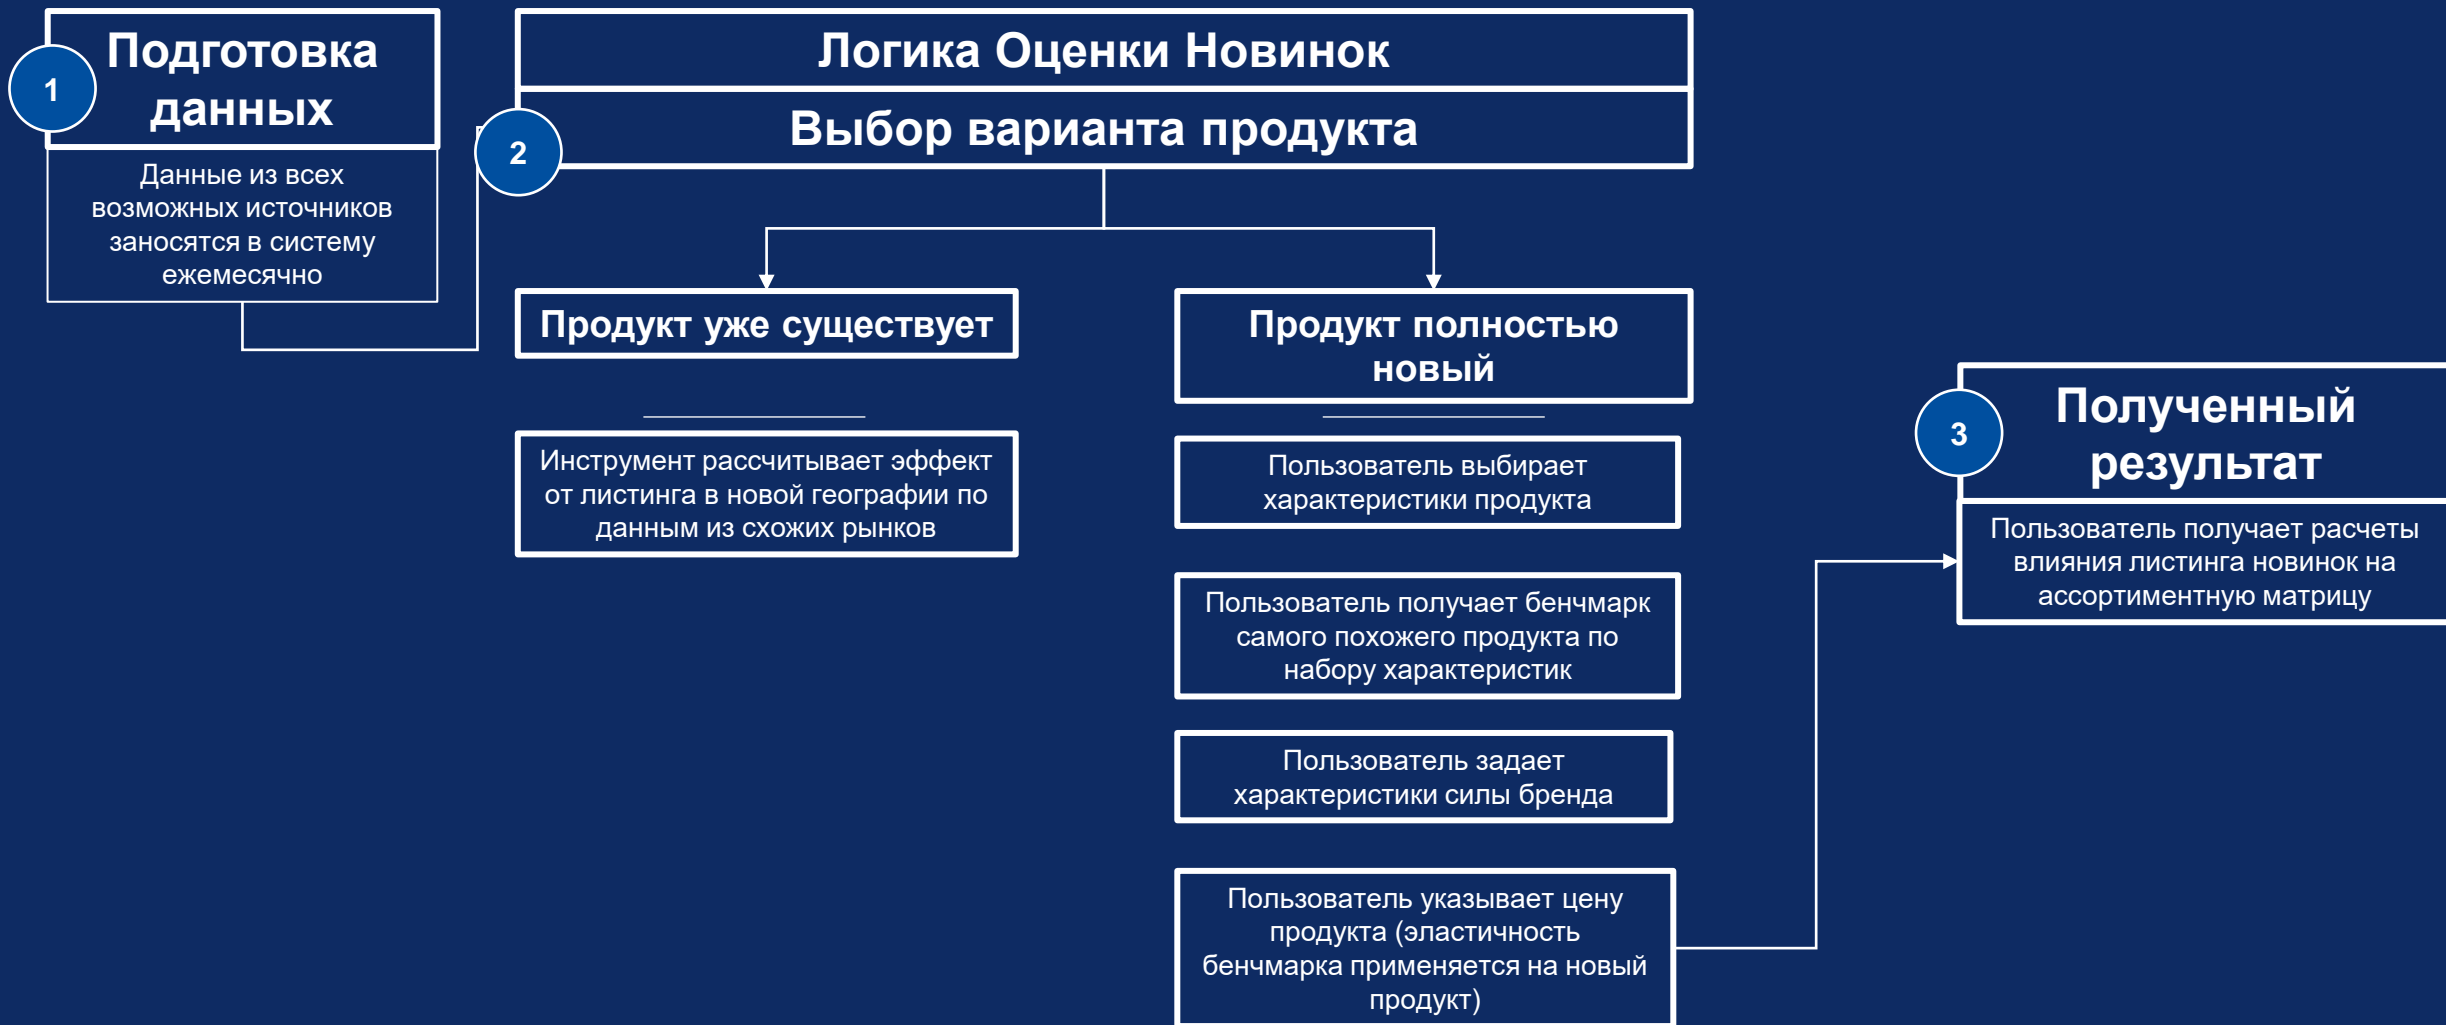 1
Подготовка
данных
Данные из всех
возможных источников
заносятся в систему
ежемесячно
Логика Оценки Новинок
2
Выбор варианта продукта
Продукт уже существует
Инструмент рассчитывает эффект
от листинга в новой географии по
данным из схожих рынков
Продукт полностью
новый
Пользователь выбирает
характеристики продукта
Пользователь получает бенчмарк
самого похожего продукта по
набору характеристик
Пользователь задает
характеристики силы бренда
Пользователь указывает цену
продукта (эластичность
бенчмарка применяется на новый
продукт)
3
Полученный
результат
Пользователь получает расчеты
влияния листинга новинок на
ассортиментную матрицу